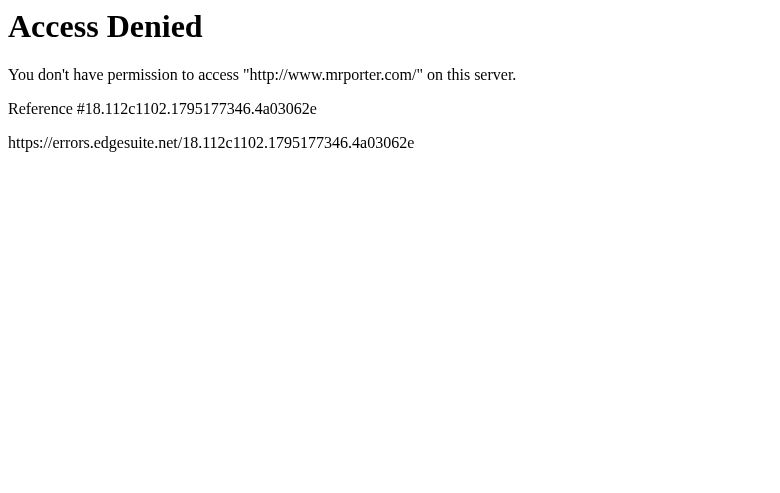 Access Denied
You don't have permission to access "http://www.mrporter.com/" on this server.
Reference #18.112c1102.1795177346.4a03062e
https://errors.edgesuite.net/18.112c1102.1795177346.4a03062e